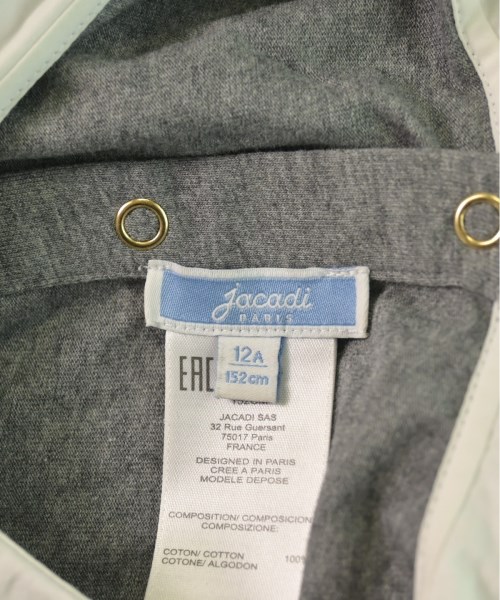 jacadi
PARIS
12A
152cm
EAC
JACADI SAS
32 Rue Guersant
75017 Paris
FRANCE
DESIGNED IN PARIS
CREE A PARIS
MODELE DEPOSE
COMPOSITION/ COMPOSICION
COMPOSIZIONE:
COTON/ COTTON 100%
COTONE/ ALGODON